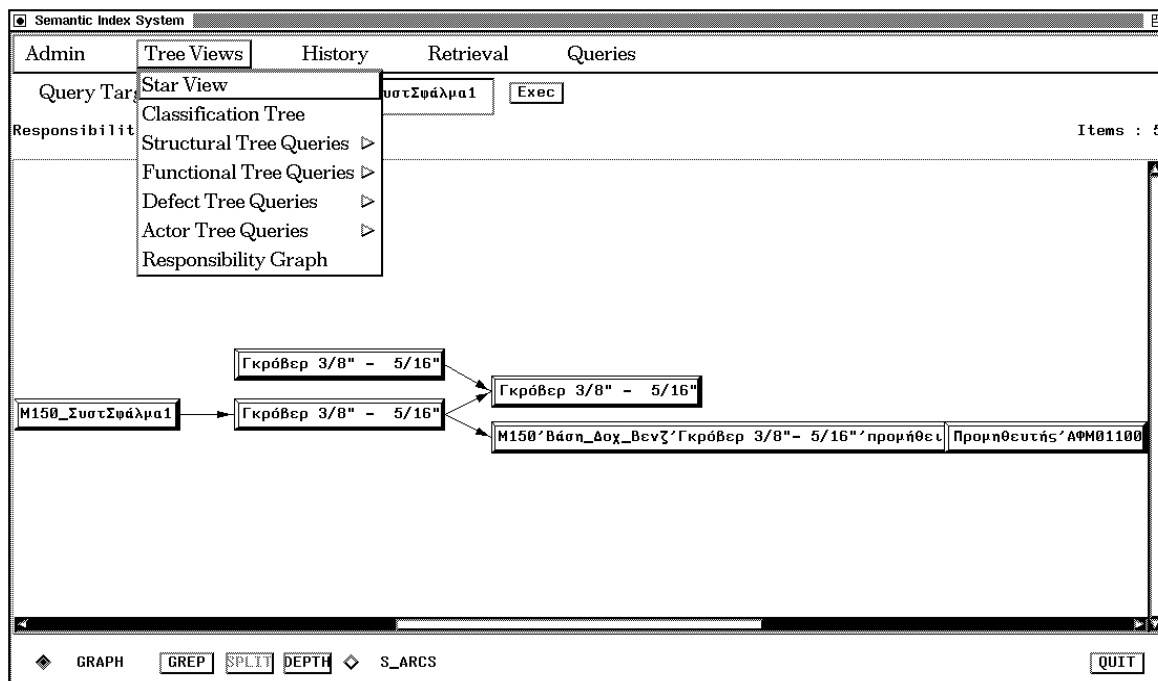 Semantic Index System
Admin Tree Views History Retrieval Queries
Star View
Query Tar υστΣφάλμα1 Exec
Classification Tree
Responsibilit Items : 5
Structural Tree Queries
Functional Tree Queries
Defect Tree Queries
Actor Tree Queries
Responsibility Graph
Γκρόβερ 3/8" - 5/16"
Γκρόβερ 3/8" - 5/16"
M150_ΣυστΣφάλμα1 Γκρόβερ 3/8" - 5/16"
M150'Βάση_Δοχ_Βενζ'Γκρόβερ 3/8"- 5/16"'προμήθει Προμηθευτής'ΑΦΜ01100
GRAPH GREP SPLIT DEPTH S_ARCS QUIT